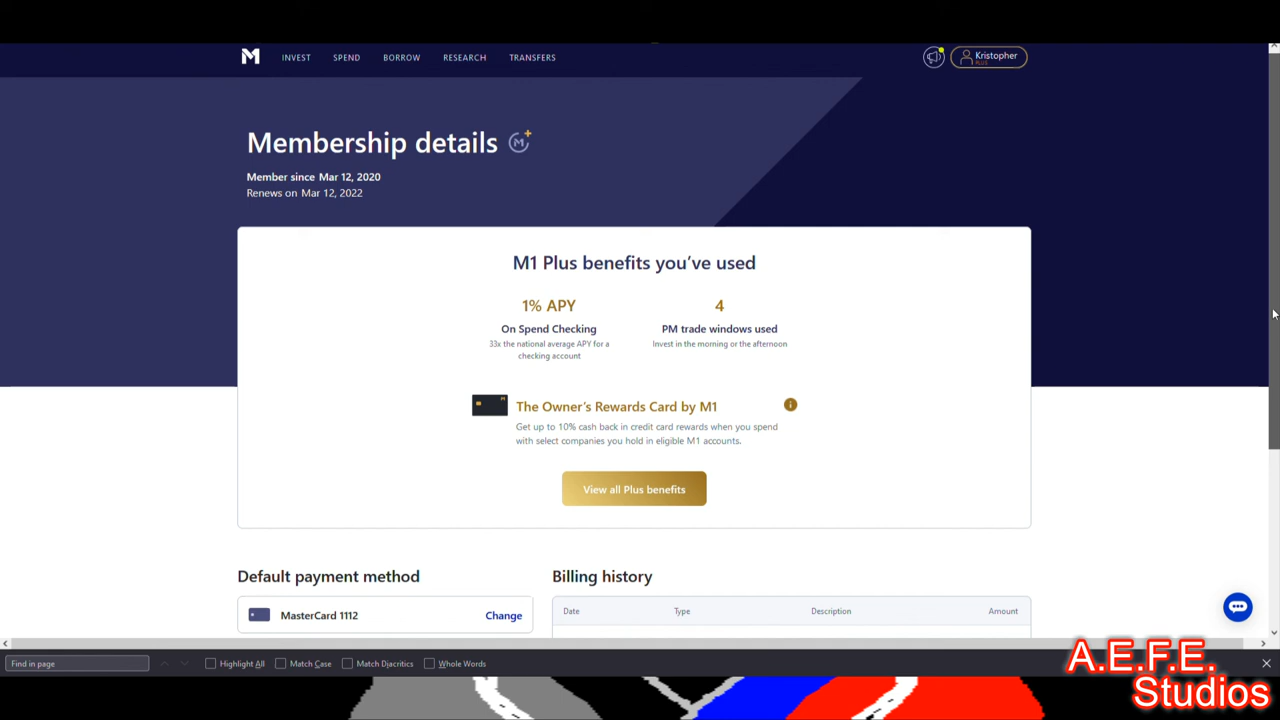 M INVEST SPEND BORROW RESEARCH TRANSFERS Kristopher
PLUS
Membership details M
Member since Mar 12, 2020
Renews on Mar 12, 2022
M1 Plus benefits you've used
1% APY 4
On Spend Checking PM trade windows used
33x the national average APY for a Invest in the morning or the afternoon
checking account
The Owner's Rewards Card by M1
Get up to 10% cash back in credit card rewards when you spend
with select companies you hold in eligible M1 accounts.
View all Plus benefits
Default payment method Billing history
MasterCard 1112 Change
Date Type Description Amount
Find in page Highlight All Match Case Match Diacritics Whole Words
A.E.F.E.
Studios